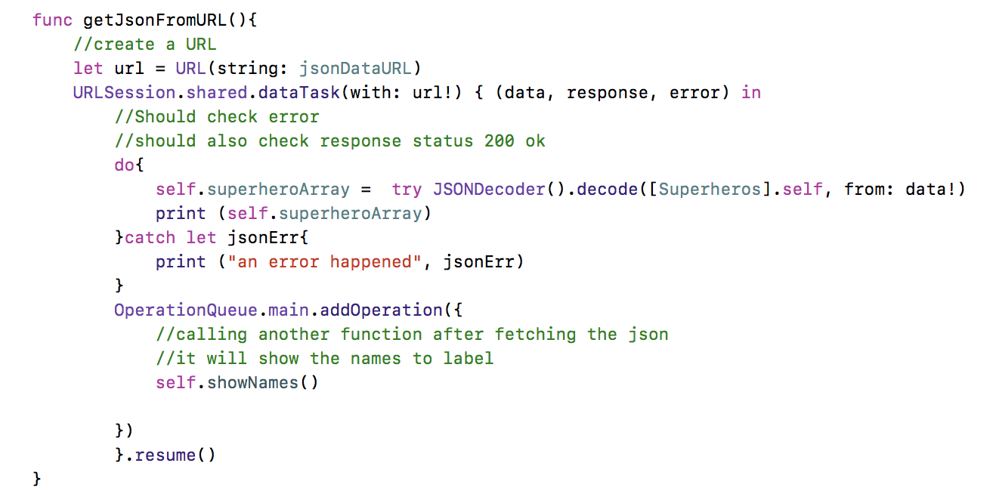 func getJsonFromURL(){
    //create a URL
    let url = URL(string: jsonDataURL)
    URLSession.shared.dataTask(with: url!) { (data, response, error) in
        //Should check error
        //should also check response status 200 ok
        do{
            self.superheroArray =  try JSONDecoder().decode([Superheros].self, from: data!)
            print (self.superheroArray)
        }catch let jsonErr{
            print ("an error happened", jsonErr)
        }
        OperationQueue.main.addOperation({
            //calling another function after fetching the json
            //it will show the names to label
            self.showNames()

        })
        }.resume()
}